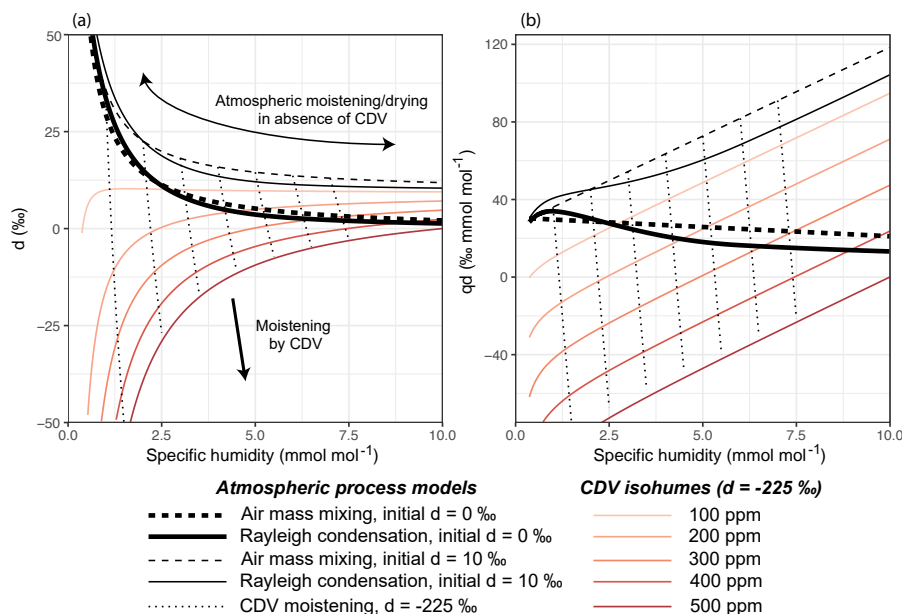 (a)
(b)
50
25
0
−25
−50
d (‰)
0.0
2.5
5.0
7.5
10.0
Specific humidity (mmol mol⁻¹)
Atmospheric moistening/drying
in absence of CDV
Moistening
by CDV
120
80
40
0
−40
qd (‰ mmol mol⁻¹)
0.0
2.5
5.0
7.5
10.0
Specific humidity (mmol mol⁻¹)
Atmospheric process models
Air mass mixing, initial d = 0 ‰
Rayleigh condensation, initial d = 0 ‰
Air mass mixing, initial d = 10 ‰
Rayleigh condensation, initial d = 10 ‰
CDV moistening, d = -225 ‰
CDV isohumes (d = -225 ‰)
100 ppm
200 ppm
300 ppm
400 ppm
500 ppm